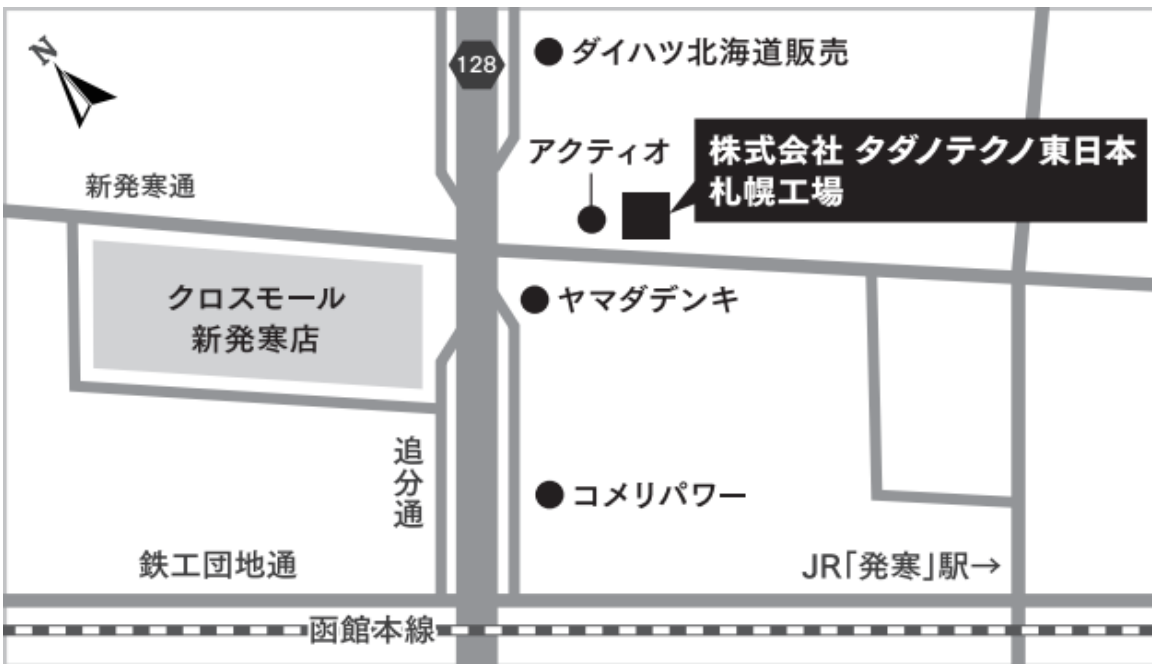 N
128
ダイハツ北海道販売
アクティオ
株式会社 タダノテクノ東日本
札幌工場
新発寒通
クロスモール
新発寒店
ヤマダデンキ
追分通
コメリパワー
鉄工団地通
JR「発寒」駅→
函館本線